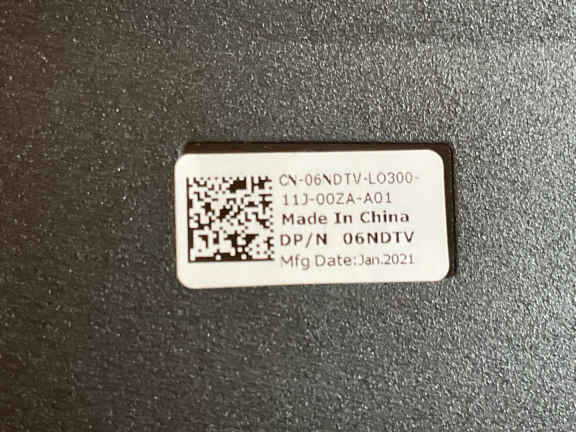 CN-06NDTV-LO300-
11J-00ZA-A01
Made In China
DP/N 06NDTV
Mfg Date:Jan.2021